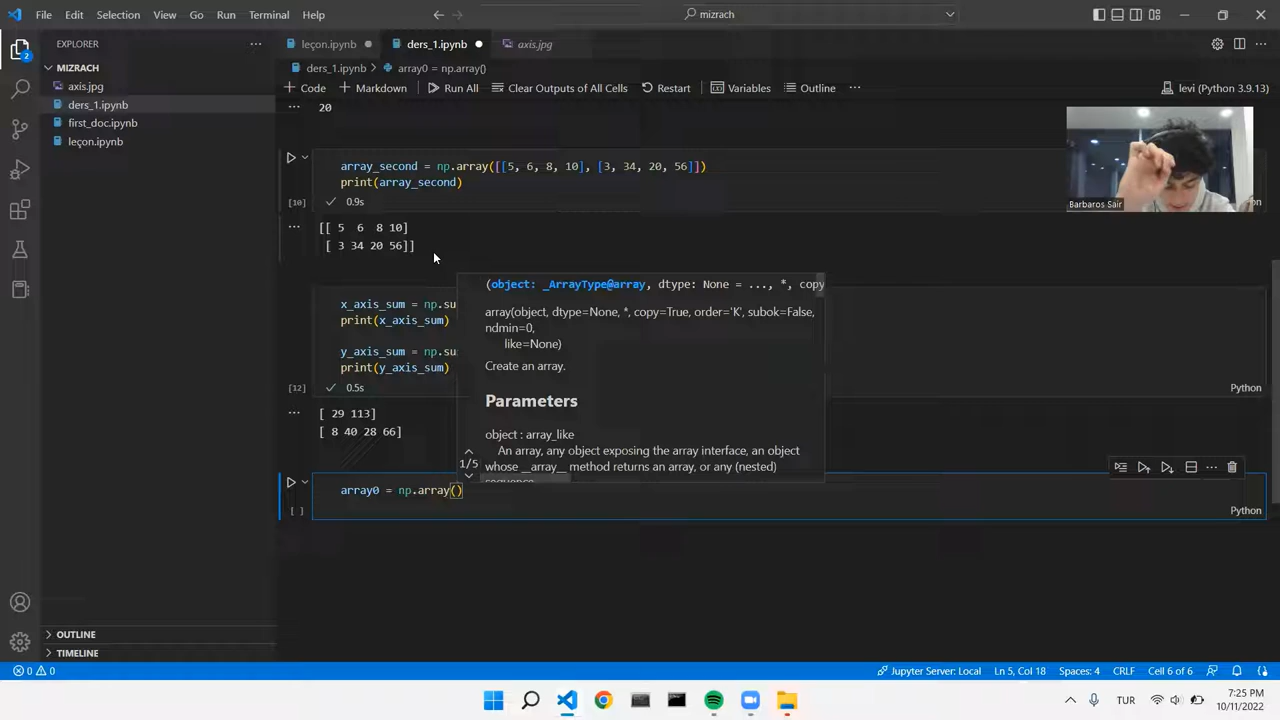 File Edit Selection View Go Run Terminal Help
mizrach
EXPLORER
MIZRACH
axis.jpg
ders_1.ipynb
first_doc.ipynb
leçon.ipynb
OUTLINE
TIMELINE
2
leçon.ipynb
ders_1.ipynb
axis.jpg
ders_1.ipynb > array0 = np.array()
Code Markdown Run All Clear Outputs of All Cells Restart Variables Outline
levi (Python 3.9.13)
20
array_second = np.array([[5, 6, 8, 10], [3, 34, 20, 56]])
print(array_second)
[10] 0.9s
[[ 5 6 8 10]
[ 3 34 20 56]]
Barbaros Sair
x_axis_sum = np.su
print(x_axis_sum)
y_axis_sum = np.su
print(y_axis_sum)
[12] 0.5s
Python
[ 29 113]
[ 8 40 28 66]
(object: _ArrayType@array, dtype: None = ..., *, copy
array(object, dtype=None, *, copy=True, order='K', subok=False,
ndmin=0,
like=None)
Create an array.
Parameters
object : array_like
An array, any object exposing the array interface, an object
whose __array__ method returns an array, or any (nested)
1/5
array0 = np.array()
[ ]
Python
0 0
Jupyter Server: Local Ln 5, Col 18 Spaces: 4 CRLF Cell 6 of 6
TUR
7:25 PM
10/11/2022